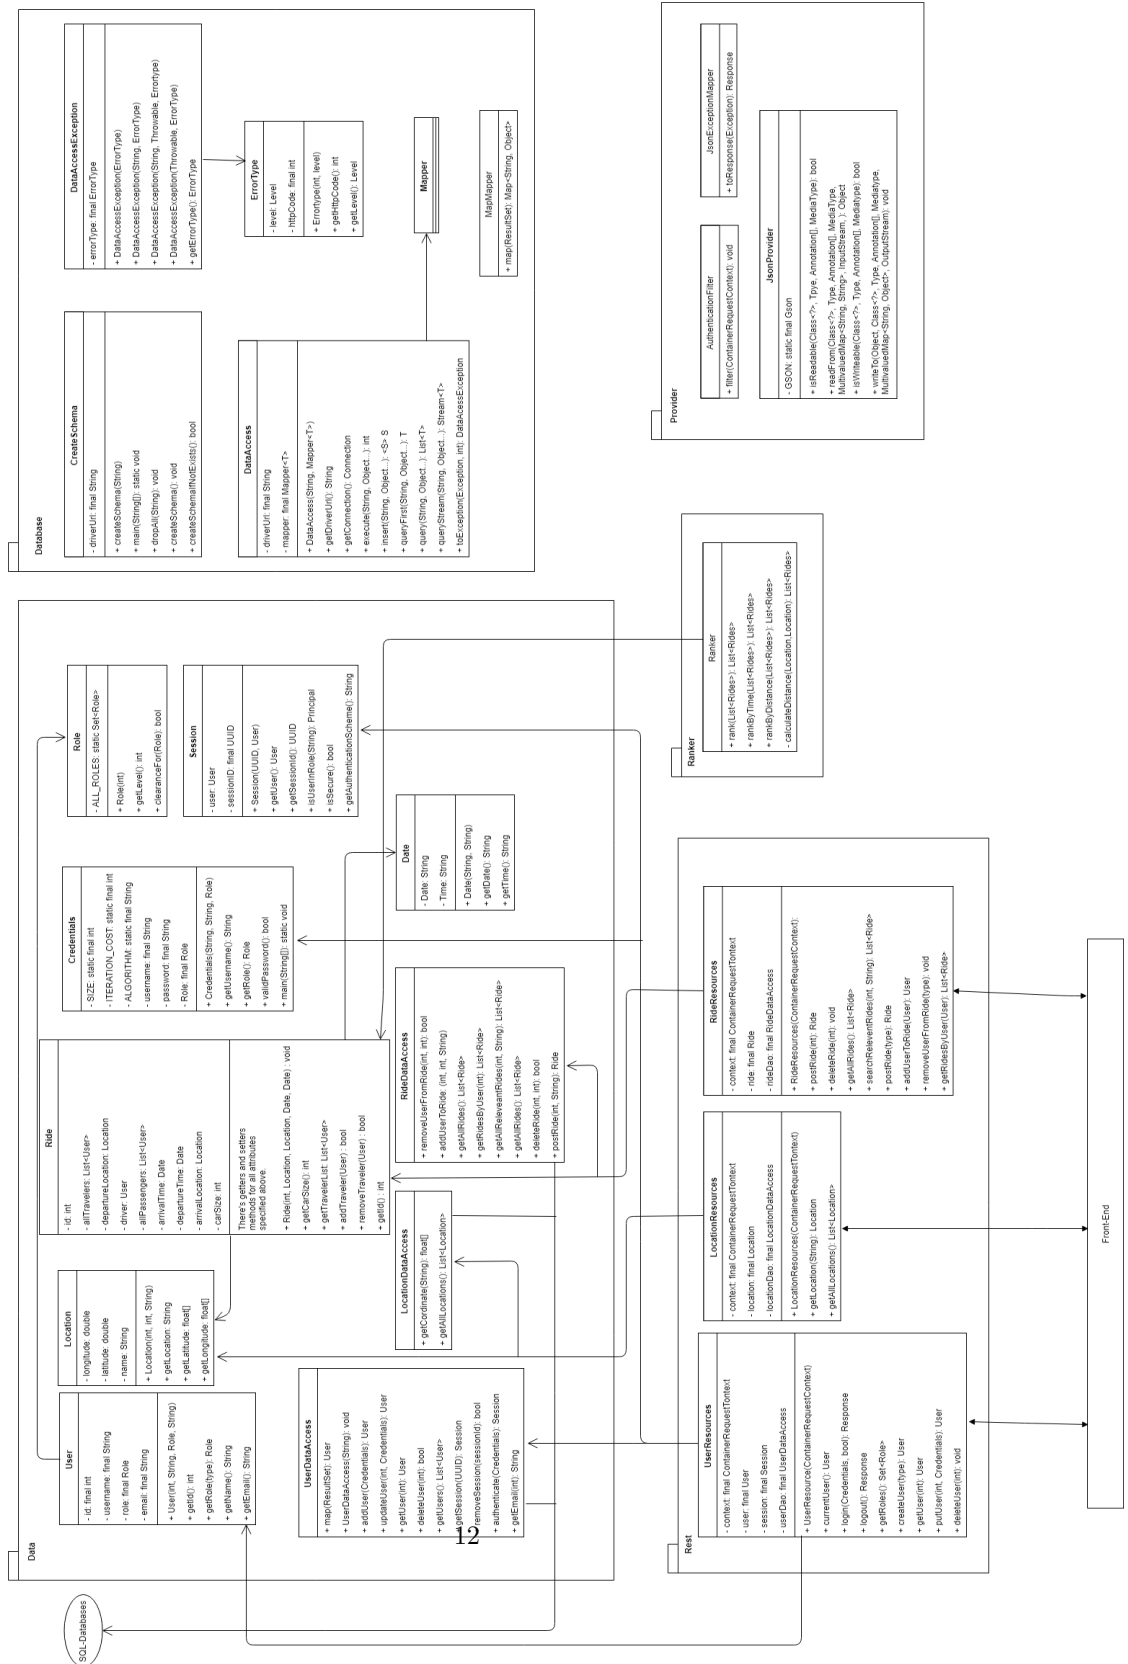 SQL-Databases
Data
User
- id: final int
- username: final String
- role: final Role
- email: final String
+ User(int, String, Role, String)
+ getId(): int
+ getRole(type): Role
+ getName(): String
+ getEmail(): String
Location
- longitude: double
- latitude: double
- name: String
+ Location(int, int, String)
+ getLocation: String
+ getLatitude: float[]
+ getLongitude: float[]
Ride
- id: int
- allTravelers: List<User>
- departureLocation: Location
- driver: User
- allPassengers: List<User>
- arrivalTime: Date
- departureTime: Date
- arrivalLocation: Location
- carSize: int
There's getters and setters
methods for all attributes
specified above.
+ Ride(int, Location, Location, Date, Date) : void
+ getCarSize(): int
+ getTravelerList: List<User>
+ addTraveler(User) : bool
+ removeTraveler(User) : bool
+ getId() : int
Credentials
- SIZE: static final int
- ITERATION_COST: static final int
- ALGORITHM: static final String
- username: final String
- password: final String
- Role: final Role
+ Credentials(String, String, Role)
+ getUsername(): String
+ getRole(): Role
+ validPassword(): bool
+ main(String[]): static void
Role
- ALL_ROLES: static Set<Role>
+ Role(int)
+ getLevel(): int
+clearanceFor(Role): bool
Session
- user: User
- sessionID: final UUID
+ Session(UUID, User)
+ getUser(): User
+ getSessionId(): UUID
+ isUserInRole(String): Principal
+ isSecure(): bool
+ getAuthenticationScheme(): String
UserDataAccess
+ map(ResultSet): User
+ UserDataAccess(String): void
+ addUser(Credentials): User
+ updateUser(int, Credentials): User
+ getUser(int): User
+ deleteUser(int): bool
+ getUsers(): List<User>
+ getSession(UUID): Session
+ removeSession(sessionId): bool
+ authenticate(Credentials): Session
+ getEmail(int): String
LocationDataAccess
+ getCordinate(String): float[]
+ getAllLocations(): List<Location>
RideDataAccess
+ removeUserFromRide(int, int): bool
+ addUserToRide: (int, int, String)
+ getAllRides(): List<Ride>
+ getRidesByUser(int): List<Ride>
+ getAllReleveantRides(int, String): List<Ride>
+ getAllRides(): List<Ride>
+ deleteRide(int, int): bool
+ postRide(int, String): Ride
Date
- Date: String
- Time: String
+ Date(String, String)
+ getDate(): String
+ getTime(): String
Database
CreateSchema
- driverUrl: final String
+ createSchema(String)
+ main(String[]): static void
+ dropAll(String): void
+ createSchema(): void
+ createSchemaIfNotExists(): bool
DataAccessException
- errorType: final ErrorType
+ DataAccessException(ErrorType)
+ DataAccessException(String, ErrorType)
+ DataAccessException(String, Throwable, Errortype)
+ DataAccessException(Throwable, ErrorType)
+ getErrorType(): ErrorType
DataAccess
- driverUrl: final String
- mapper: final Mapper<T>
+ DataAccess(String, Mapper<T>)
+ getDriverUrl(): String
+ getConnection(): Connection
+ execute(String, Object...): int
+ insert(String, Object...): <S> S
+ queryFirst(String, Object...): T
+ query(String, Object...): List<T>
+ queryStream(String, Object...): Stream<T>
+ toException(Exception, int): DataAcessException
ErrorType
- level: Level
- httpCode: final int
+ Errortype(int, level)
+ getHttpCode(): int
+ getLevel(): Level
Mapper
MapMapper
+ map(ResultSet): Map<String, Object>
Rest
UserResources
- context: final ContainerRequestTontext
- user: final User
- session: final Session
- userDao: final UserDataAccess
+ UserResource(ContainerRequestContext)
+ currentUser(): User
+ login(Credentials, bool): Response
+ logout(): Response
+ getRoles(): Set<Role>
+ createUser(type): User
+ getUser(int): User
+ putUser(int, Credentials): User
+ deleteUser(int): void
LocationResources
- context: final ContainerRequestTontext
- location: final Location
- locationDao: final LocationDataAccess
+ LocationResources(ContainerRequestTontext)
+ getLocation(String): Location
+ getAllLocations(): List<Location>
RideResources
- context: final ContainerRequestTontext
- ride: final Ride
- rideDao: final RideDataAccess
+ RideResources(ContainerRequestContext):
+ postRide(int): Ride
+ deleteRide(int): void
+ getAllRides(): List<Ride>
+ searchReleventRides(int, String): List<Ride>
+ postRide(type): Ride
+ addUserToRide(User): User
+ removeUserFromRide(type): void
+ getRidesByUser(User): List<Ride>
Ranker
Ranker
+ rank(List<Rides>): List<Rides>
+ rankByTime(List<Rides>): List<Rides>
+ rankByDistance(List<Rides>): List<Rides>
- calculateDistance(Location,Location): List<Rides>
Provider
AuthenticationFilter
+ filter(ContainerRequestContext): void
JsonExceptionMapper
+ toResponse(Exception): Response
JsonProvider
- GSON: static final Gson
+ isReadable(Class<?>, Tpye, Annotation[], MediaType): bool
+ readFrom(Class<?>, Type, Annotation[], MediaType,
MultivaluedMap<String, String>, InputStream, ): Object
+ isWriteable(Class<?>, Type, Annotation[], Mediatype): bool
+ writeTo(Object, Class<?>, Type, Annotation[], Mediatype,
MultivaluedMap<String, Object>, OutputStream): void
Front-End
12